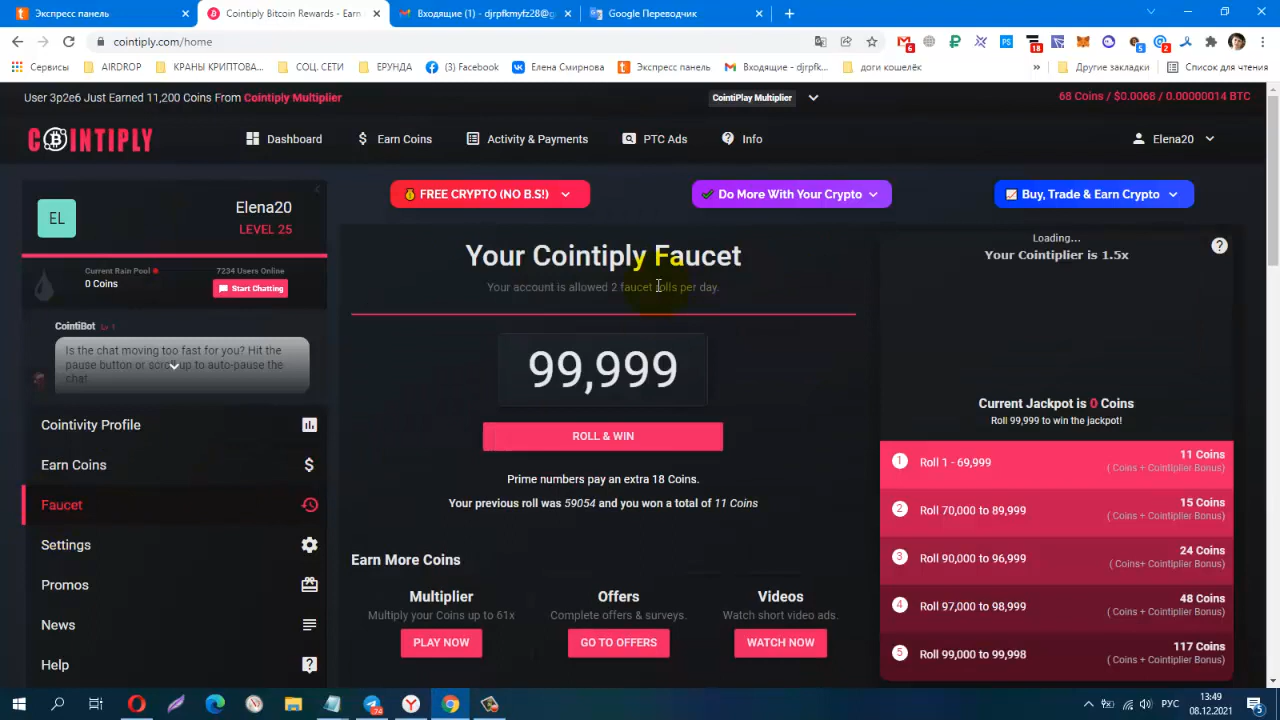 Экспресс панель
Cointiply Bitcoin Rewards - Earn
Входящие (1) - djrpfkmyfz28@g
Google Переводчик
cointiply.com/home
Сервисы
AIRDROP
КРАНЫ КРИПТОВА...
СОЦ. СЕТИ
ЕРУНДА
(3) Facebook
Елена Смирнова
Экспресс панель
Входящие - djrpfk...
доги кошелёк
Другие закладки
Список для чтения
User 3p2e6 Just Earned 11,200 Coins From Cointiply Multiplier
CointiPlay Multiplier
68 Coins / $0.0068 / 0.00000014 BTC
COINTIPLY
Dashboard
Earn Coins
Activity & Payments
PTC Ads
Info
Elena20
FREE CRYPTO (NO B.S!)
Do More With Your Crypto
Buy, Trade & Earn Crypto
EL
Elena20
LEVEL 25
Current Rain Pool
0 Coins
7234 Users Online
Start Chatting
CointiBot Lv 1
Is the chat moving too fast for you? Hit the
pause button or scroll up to auto-pause the
chat.
Cointivity Profile
Earn Coins
Faucet
Settings
Promos
News
Help
Your Cointiply Faucet
Your account is allowed 2 faucet rolls per day.
99,999
ROLL & WIN
Prime numbers pay an extra 18 Coins.
Your previous roll was 59054 and you won a total of 11 Coins
Earn More Coins
Multiplier
Multiply your Coins up to 61x
PLAY NOW
Offers
Complete offers & surveys.
GO TO OFFERS
Videos
Watch short video ads.
WATCH NOW
Loading...
Your Cointiplier is 1.5x
Current Jackpot is 0 Coins
Roll 99,999 to win the jackpot!
1 Roll 1 - 69,999 11 Coins
( Coins + Cointiplier Bonus)
2 Roll 70,000 to 89,999 15 Coins
( Coins + Cointiplier Bonus)
3 Roll 90,000 to 96,999 24 Coins
( Coins+ Cointiplier Bonus)
4 Roll 97,000 to 98,999 48 Coins
( Coins + Cointiplier Bonus)
5 Roll 99,000 to 99,998 117 Coins
( Coins + Cointiplier Bonus)
РУС
13:49
08.12.2021